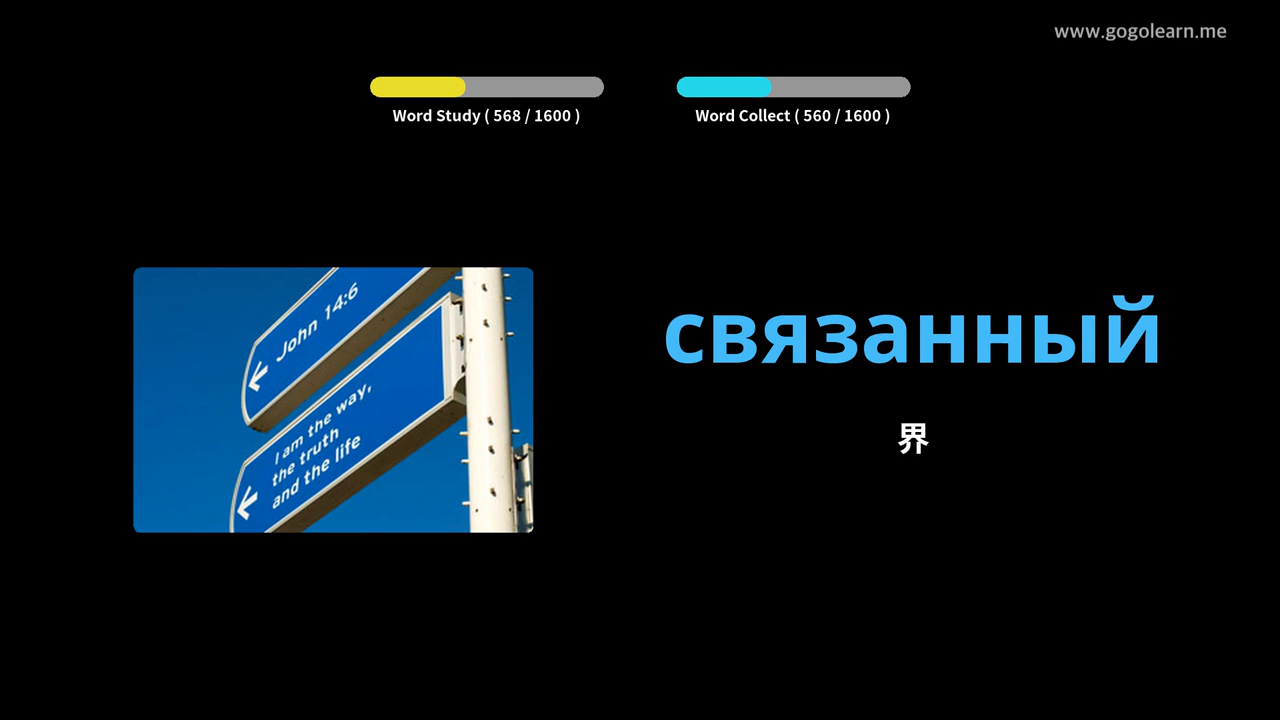 www.gogolearn.me
Word Study ( 568 / 1600 )
Word Collect ( 560 / 1600 )
John 14:6
I am the way,
the truth
and the life
связанный
界